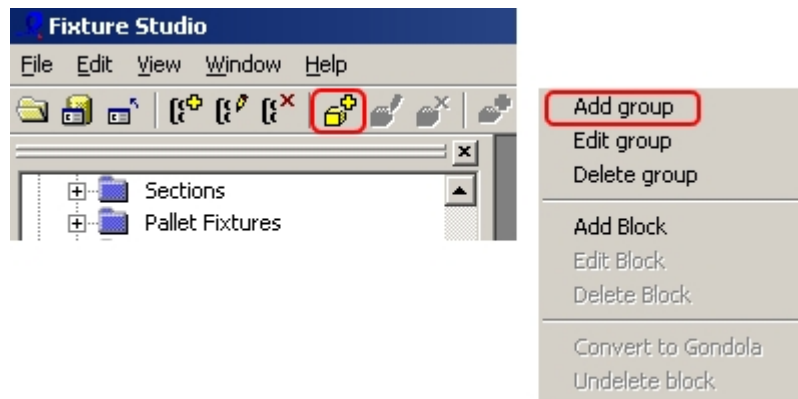 Fixture Studio
File Edit View Window Help
Sections
Pallet Fixtures
Add group
Edit group
Delete group
Add Block
Edit Block
Delete Block
Convert to Gondola
Undelete block